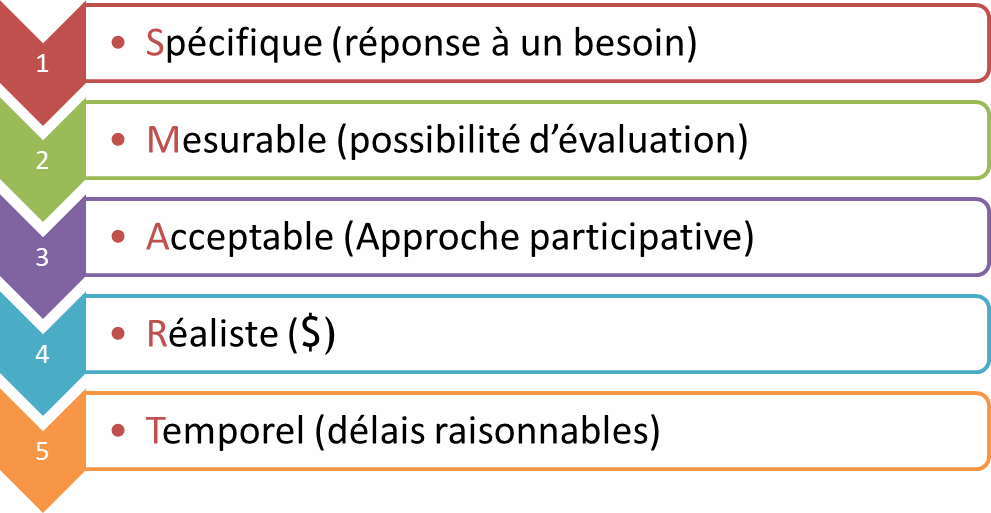 1
• Spécifique (réponse à un besoin)
2
• Mesurable (possibilité d’évaluation)
3
• Acceptable (Approche participative)
4
• Réaliste ($)
5
• Temporel (délais raisonnables)